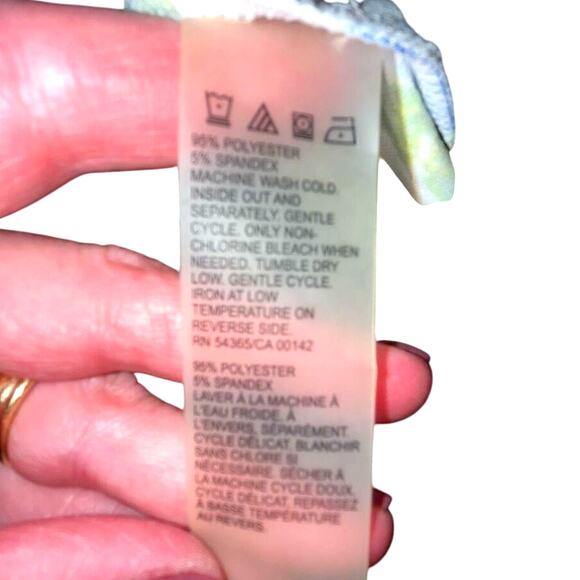 95% POLYESTER
5% SPANDEX
MACHINE WASH COLD.
INSIDE OUT AND
SEPARATELY. GENTLE
CYCLE. ONLY NON-
CHLORINE BLEACH WHEN
NEEDED. TUMBLE DRY
LOW. GENTLE CYCLE.
IRON AT LOW
TEMPERATURE ON
REVERSE SIDE.
RN 54365/CA 00142
95% POLYESTER
5% SPANDEX
LAVER À LA MACHINE À
L'EAU FROIDE, À
L'ENVERS, SÉPARÉMENT.
CYCLE DÉLICAT. BLANCHIR
SANS CHLORE SI
NÉCESSAIRE. SÉCHER À
LA MACHINE CYCLE DOUX.
CYCLE DÉLICAT. REPASSEZ
À BASSE TEMPÉRATURE
AU REVERS.